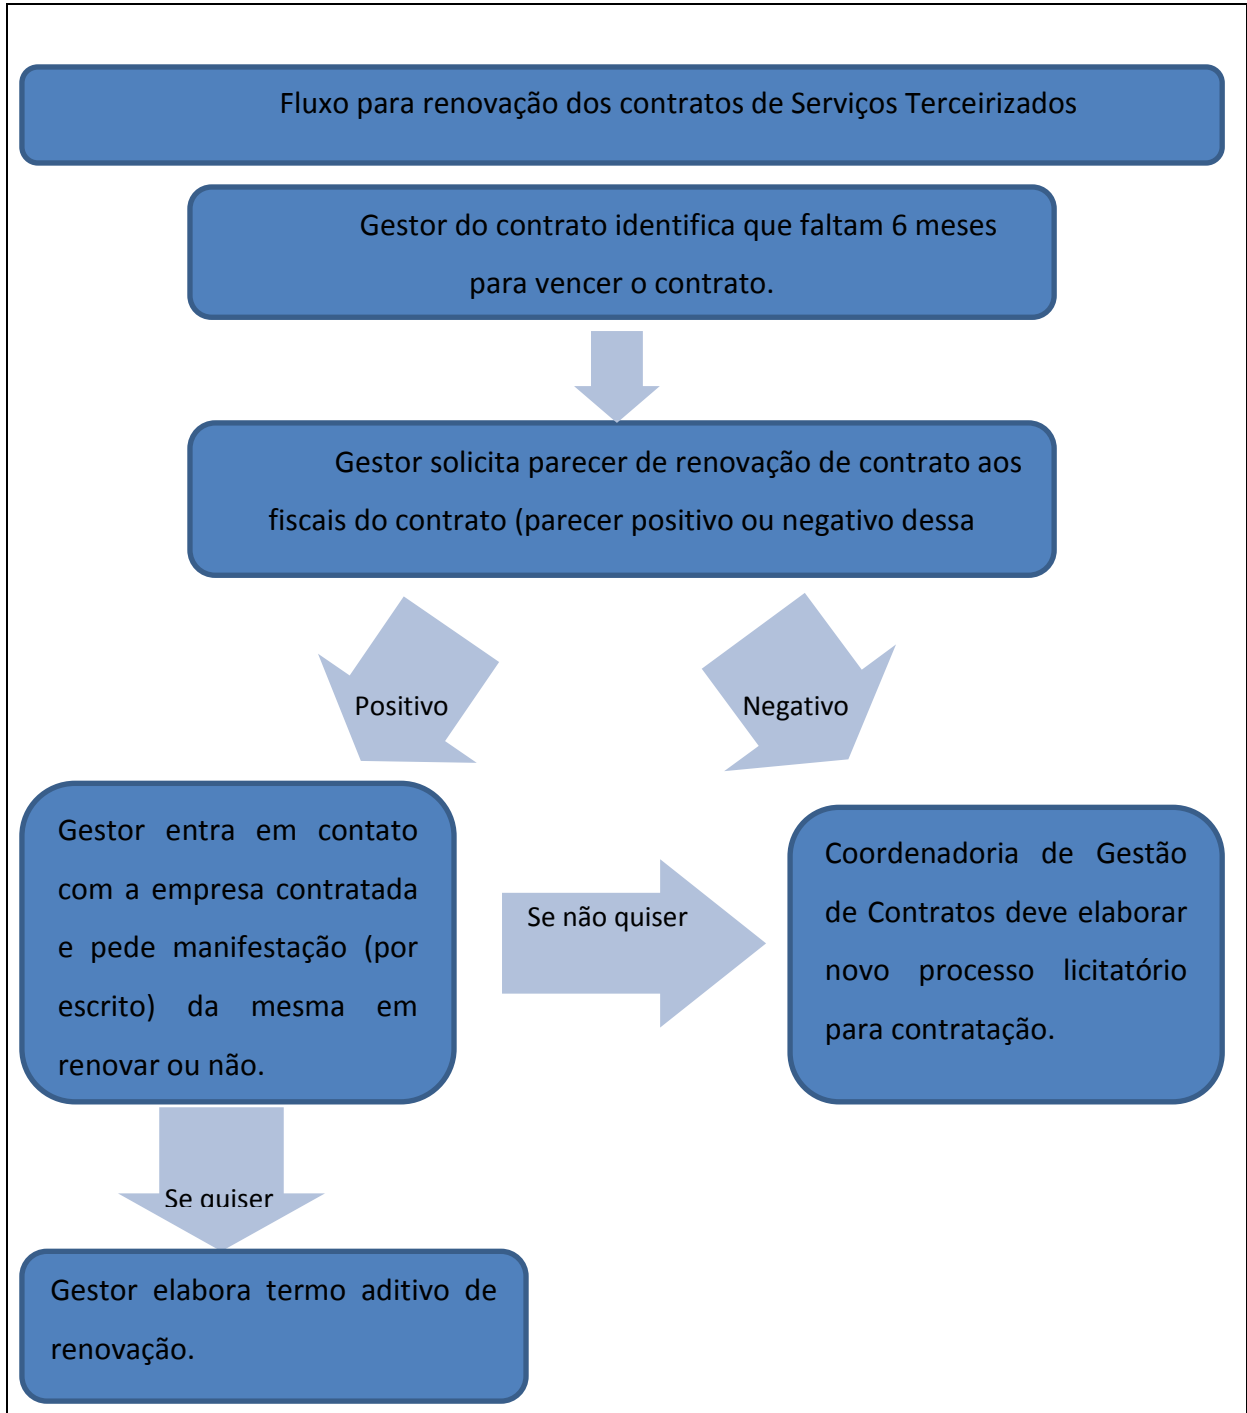 Fluxo para renovação dos contratos de Serviços Terceirizados
Gestor do contrato identifica que faltam 6 meses
para vencer o contrato.
Gestor solicita parecer de renovação de contrato aos
fiscais do contrato (parecer positivo ou negativo dessa
Positivo
Negativo
Gestor entra em contato
com a empresa contratada
e pede manifestação (por
escrito) da mesma em
renovar ou não.
Se não quiser
Coordenadoria de Gestão
de Contratos deve elaborar
novo processo licitatório
para contratação.
Se quiser
Gestor elabora termo aditivo de
renovação.